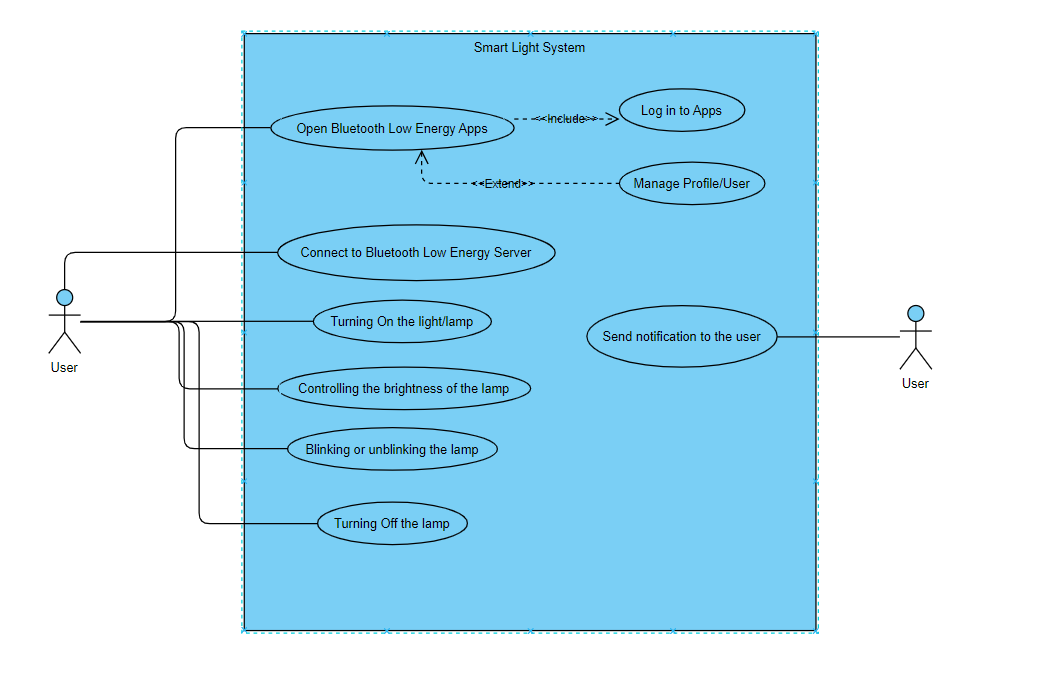 Smart Light System
Open Bluetooth Low Energy Apps
<<Include>>
Log in to Apps
<<Extend>>
Manage Profile/User
Connect to Bluetooth Low Energy Server
Turning On the light/lamp
Send notification to the user
User
User
Controlling the brightness of the lamp
Blinking or unblinking the lamp
Turning Off the lamp